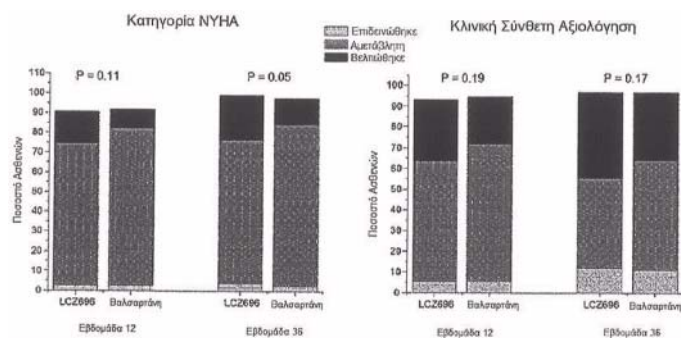 Κατηγορία NYHA
Επιδεινώθηκε
Αμετάβλητη
Βελτιώθηκε
Κλινική Σύνθετη Αξιολόγηση
P = 0.11
P = 0.05
110
100
90
80
70
60
50
40
30
20
10
0
Ποσοστό Ασθενών
LCZ696 Βαλσαρτάνη LCZ696 Βαλσαρτάνη
Εβδομάδα 12 Εβδομάδα 36
P = 0.19
P = 0.17
100
90
80
70
60
50
40
30
20
10
0
Ποσοστό Ασθενών
LCZ696 Βαλσαρτάνη LCZ696 Βαλσαρτάνη
Εβδομάδα 12 Εβδομάδα 36